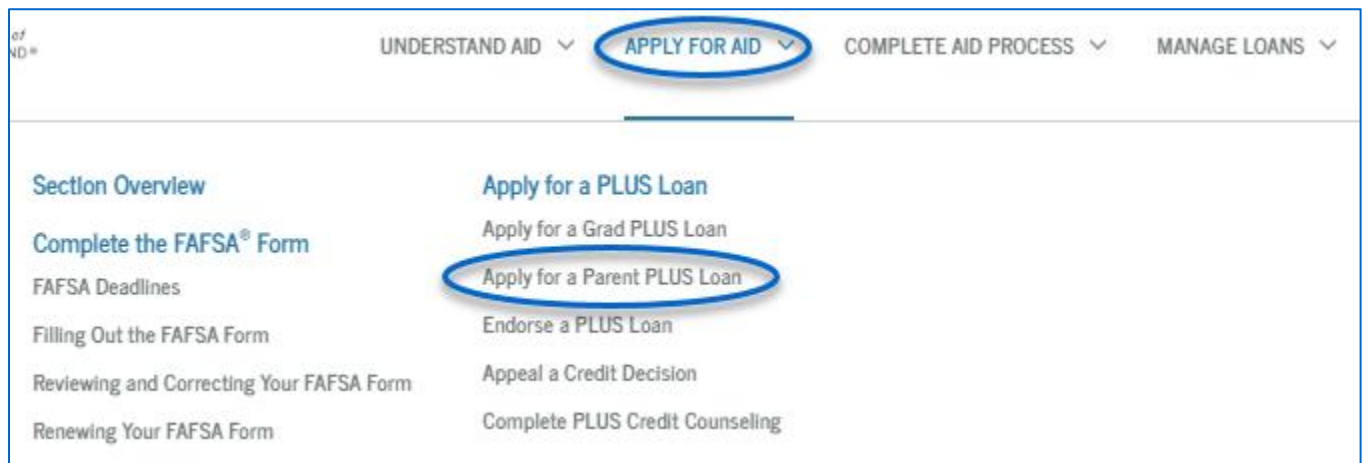 of
ND®
UNDERSTAND AID APPLY FOR AID COMPLETE AID PROCESS MANAGE LOANS
Section Overview
Complete the FAFSA® Form
FAFSA Deadlines
Filling Out the FAFSA Form
Reviewing and Correcting Your FAFSA Form
Renewing Your FAFSA Form
Apply for a PLUS Loan
Apply for a Grad PLUS Loan
Apply for a Parent PLUS Loan
Endorse a PLUS Loan
Appeal a Credit Decision
Complete PLUS Credit Counseling